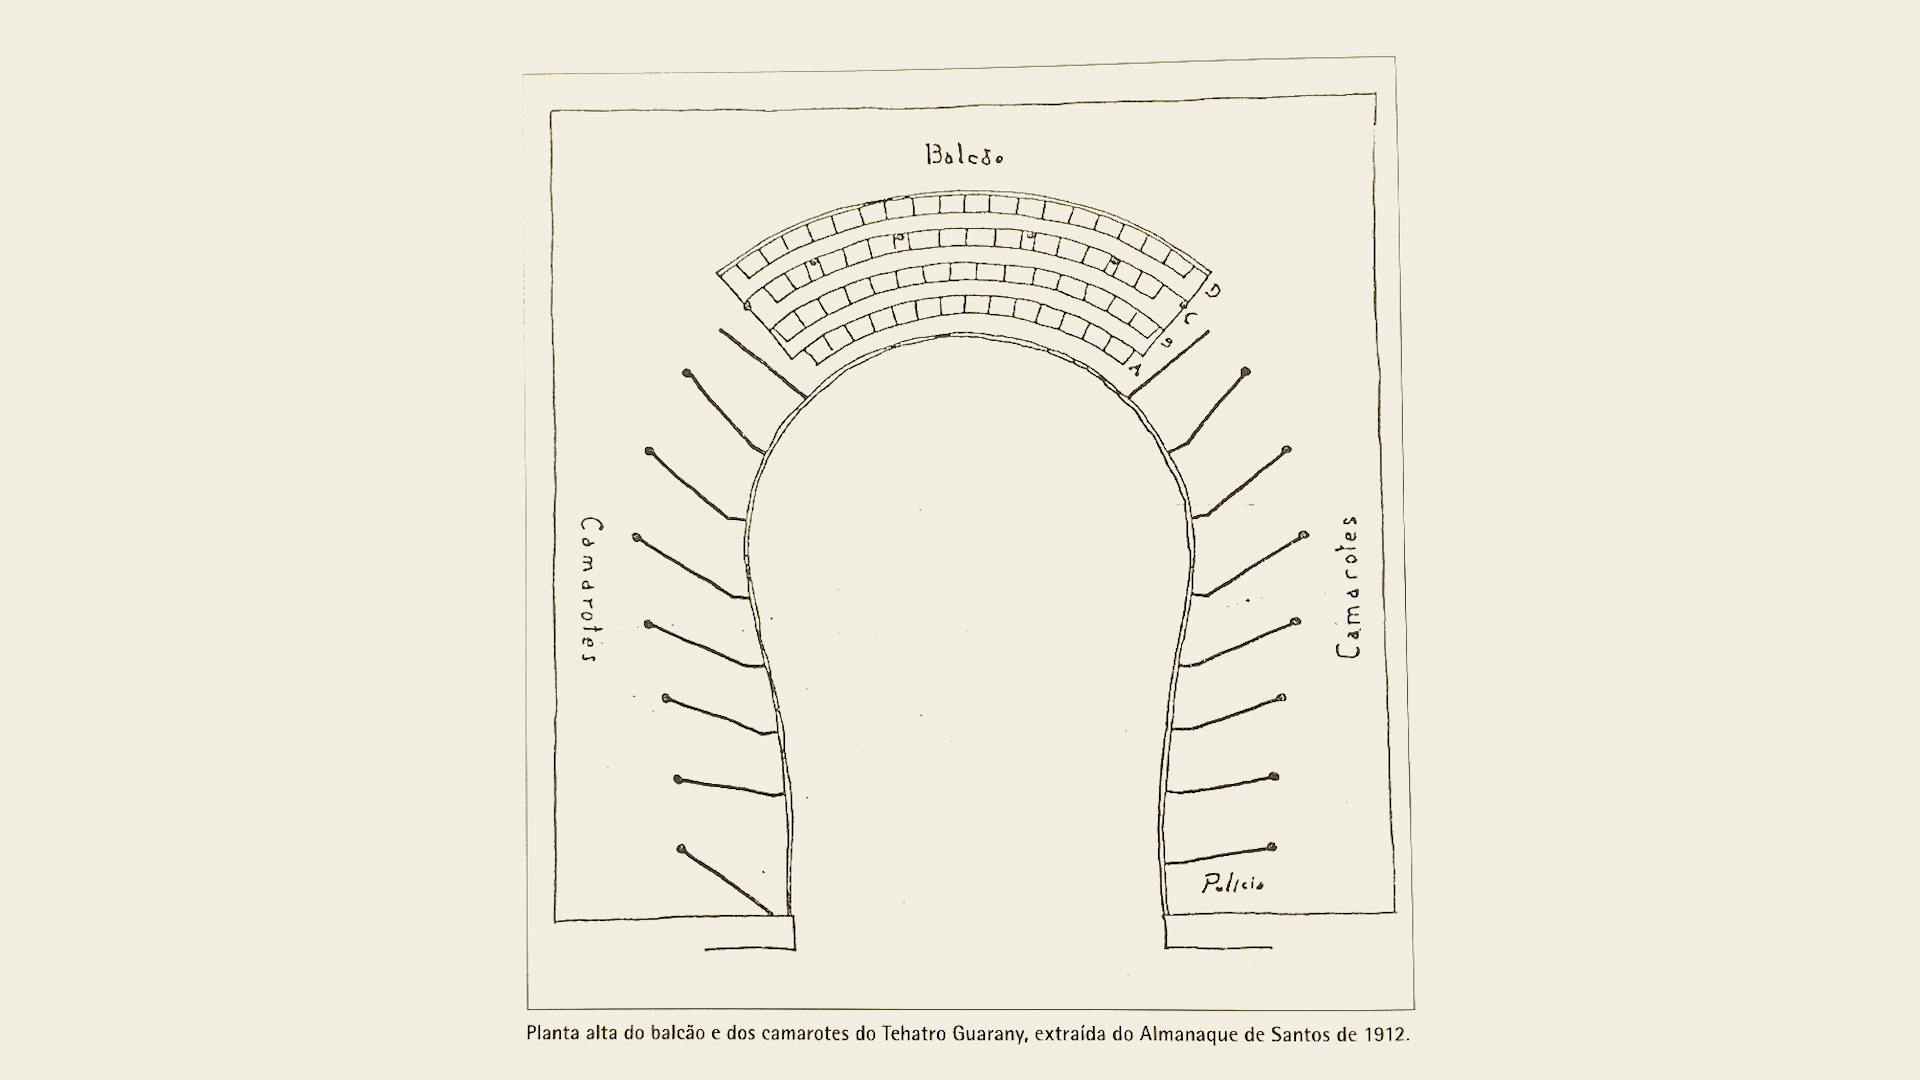 Balcão
D
C
B
A
Camarotes
Camarotes
Policia
Planta alta do balcão e dos camarotes do Tehatro Guarany, extraída do Almanaque de Santos de 1912.